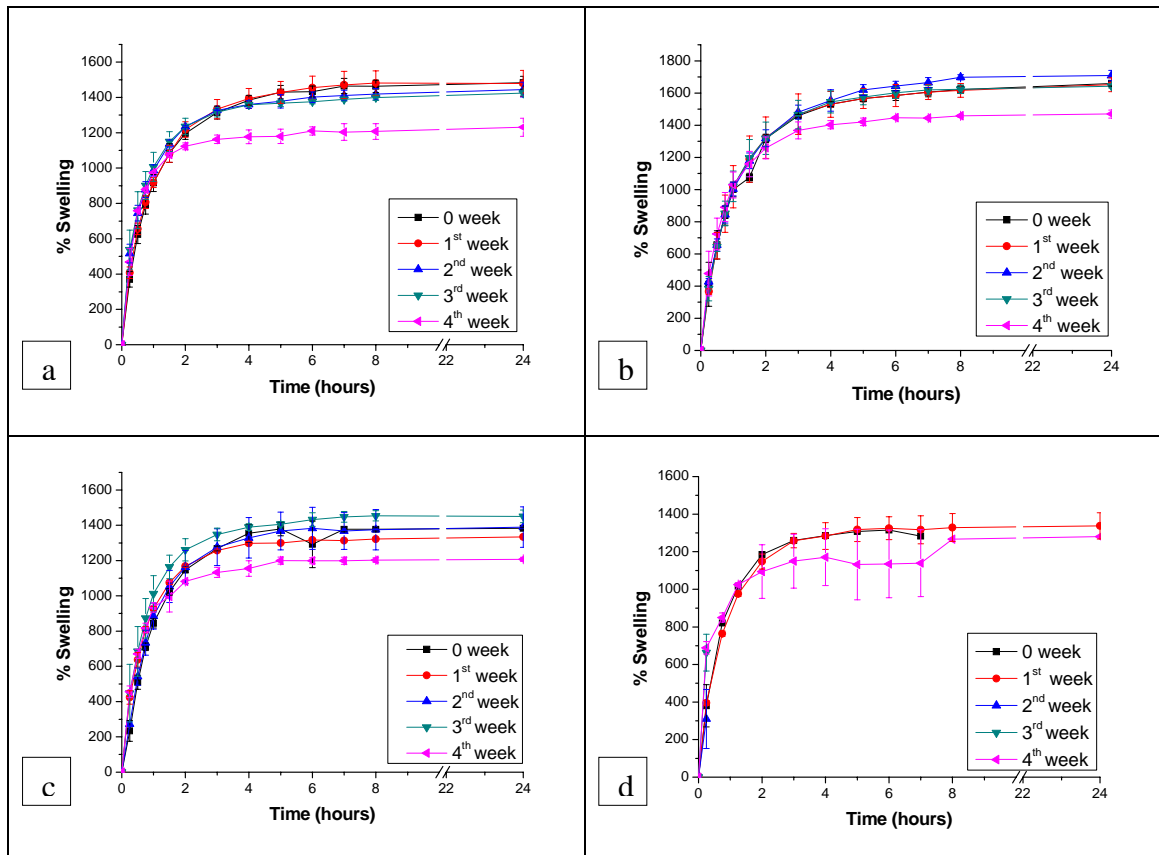 % Swelling
1600
1400
1200
1000
800
600
400
200
0
0 week
1st week
2nd week
3rd week
4th week
0 2 4 6 8 22 24
Time (hours)
a
% Swelling
1800
1600
1400
1200
1000
800
600
400
200
0
0 week
1st week
2nd week
3rd week
4th week
0 2 4 6 8 22 24
Time (hours)
b
% Swelling
1600
1400
1200
1000
800
600
400
200
0
0 week
1st week
2nd week
3rd week
4th week
0 2 4 6 8 22 24
Time (hours)
c
% Swelling
1600
1400
1200
1000
800
600
400
200
0
0 week
1st week
2nd week
3rd week
4th week
0 2 4 6 8 22 24
Time (hours)
d